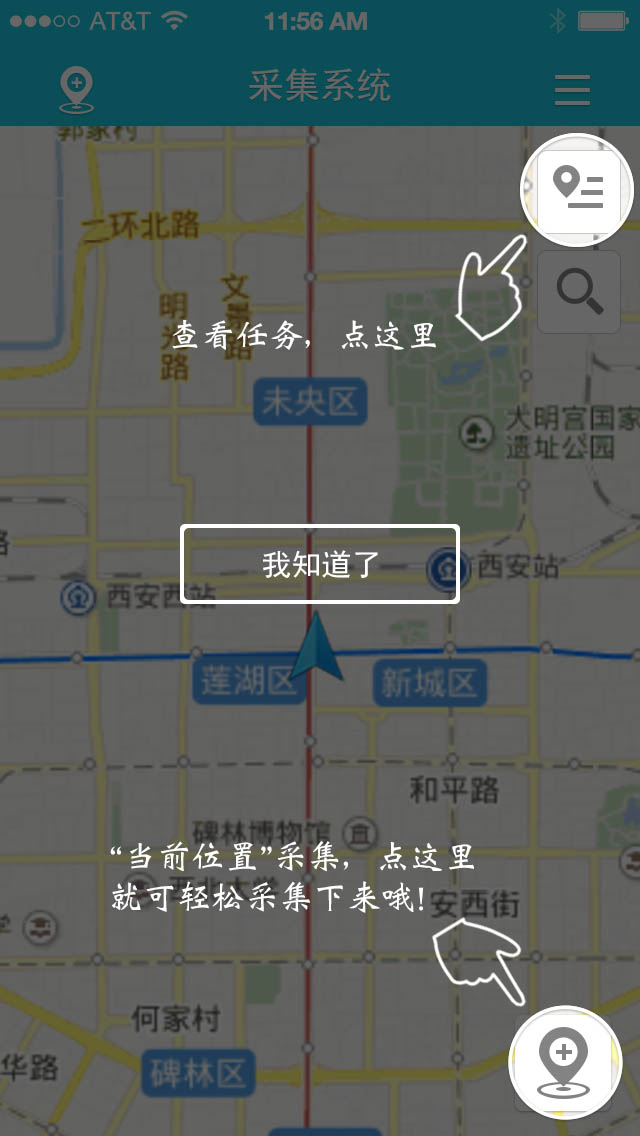 AT&T
11:56 AM
采集系统
郭家村
二环北路
文景路
明光路
查看任务，点这里
未央区
大明宫国家
遗址公园
我知道了
西安站
西安西站
莲湖区
新城区
和平路
碑林博物馆
“当前位置”采集，点这里
西北大学
就可轻松采集下来哦!
安西街
何家村
华路
碑林区